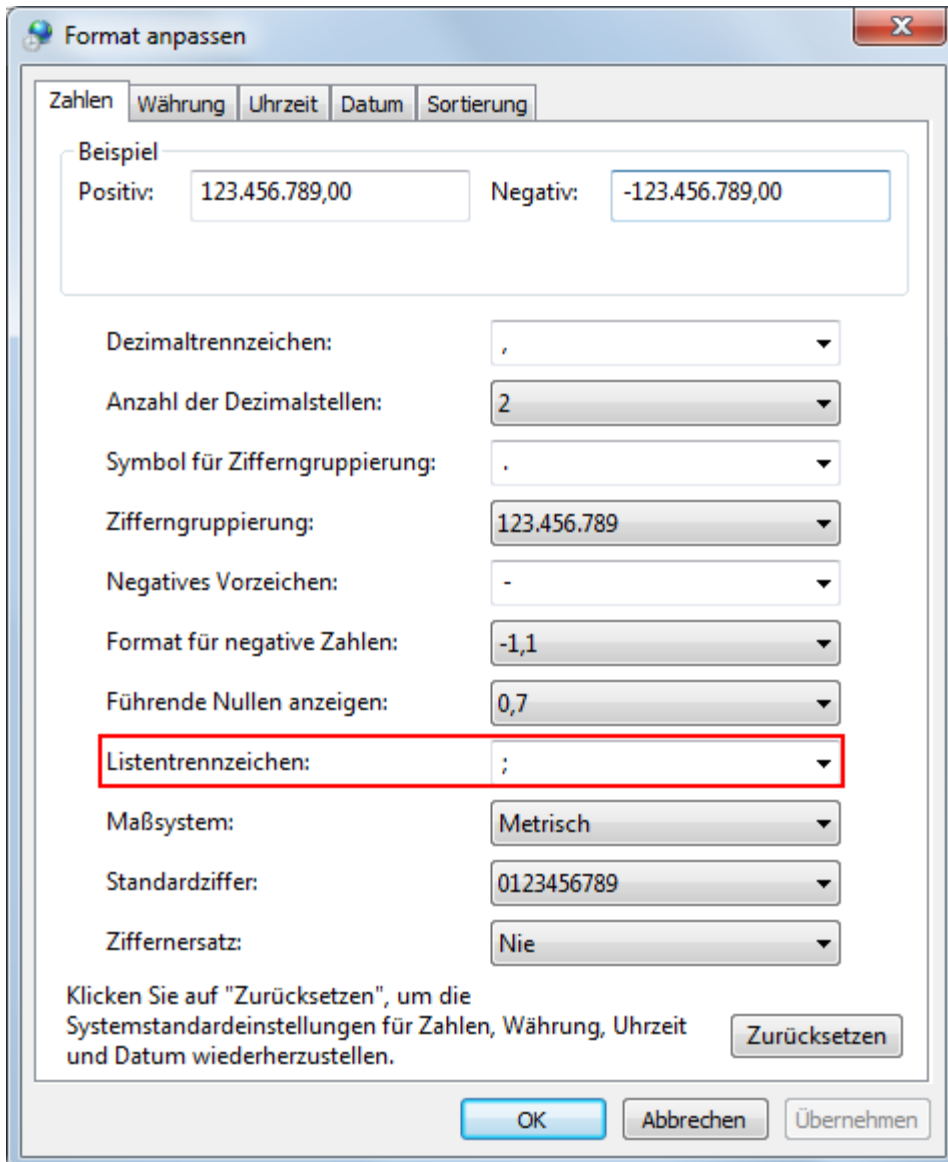 Format anpassen
Zahlen Währung Uhrzeit Datum Sortierung
Beispiel
Positiv: 123.456.789,00 Negativ: -123.456.789,00
Dezimaltrennzeichen: ,
Anzahl der Dezimalstellen: 2
Symbol für Zifferngruppierung: .
Zifferngruppierung: 123.456.789
Negatives Vorzeichen: -
Format für negative Zahlen: -1,1
Führende Nullen anzeigen: 0,7
Listentrennzeichen: ;
Maßsystem: Metrisch
Standardziffer: 0123456789
Ziffernersatz: Nie
Klicken Sie auf "Zurücksetzen", um die
Systemstandardeinstellungen für Zahlen, Währung, Uhrzeit
und Datum wiederherzustellen.
Zurücksetzen
OK Abbrechen Übernehmen